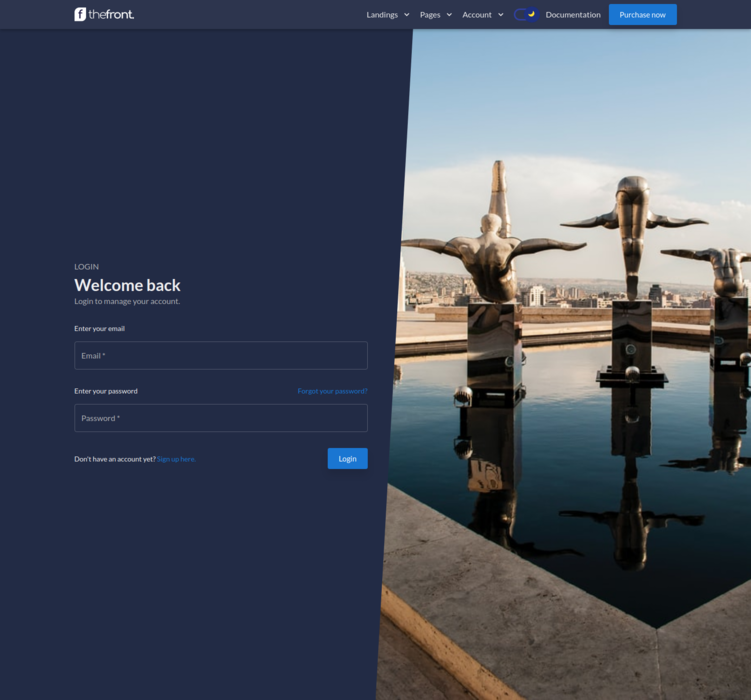 thefront.
Landings Pages Account Documentation Purchase now
LOGIN
Welcome back
Login to manage your account.
Enter your email
Email *
Enter your password Forgot your password?
Password *
Don't have an account yet? Sign up here. Login